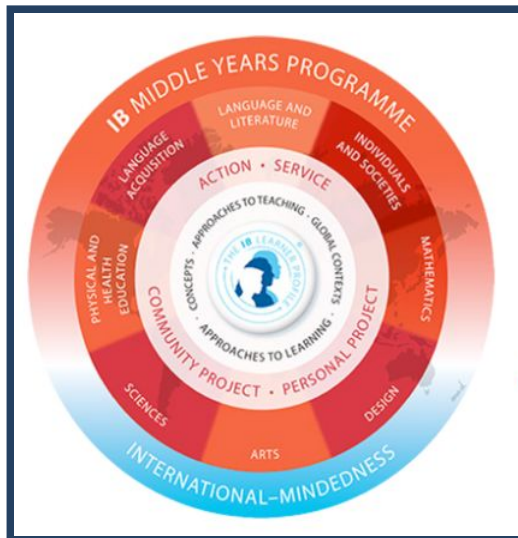 IB MIDDLE YEARS PROGRAMME
LANGUAGE AND
LITERATURE
LANGUAGE
ACQUISITION
INDIVIDUALS
AND SOCIETIES
PHYSICAL AND
HEALTH
EDUCATION
MATHEMATICS
SCIENCES
DESIGN
ARTS
ACTION • SERVICE
COMMUNITY PROJECT • PERSONAL PROJECT
CONCEPTS · APPROACHES TO TEACHING · GLOBAL CONTEXTS
· APPROACHES TO LEARNING ·
THE IB LEARNER PROFILE
INTERNATIONAL–MINDEDNESS